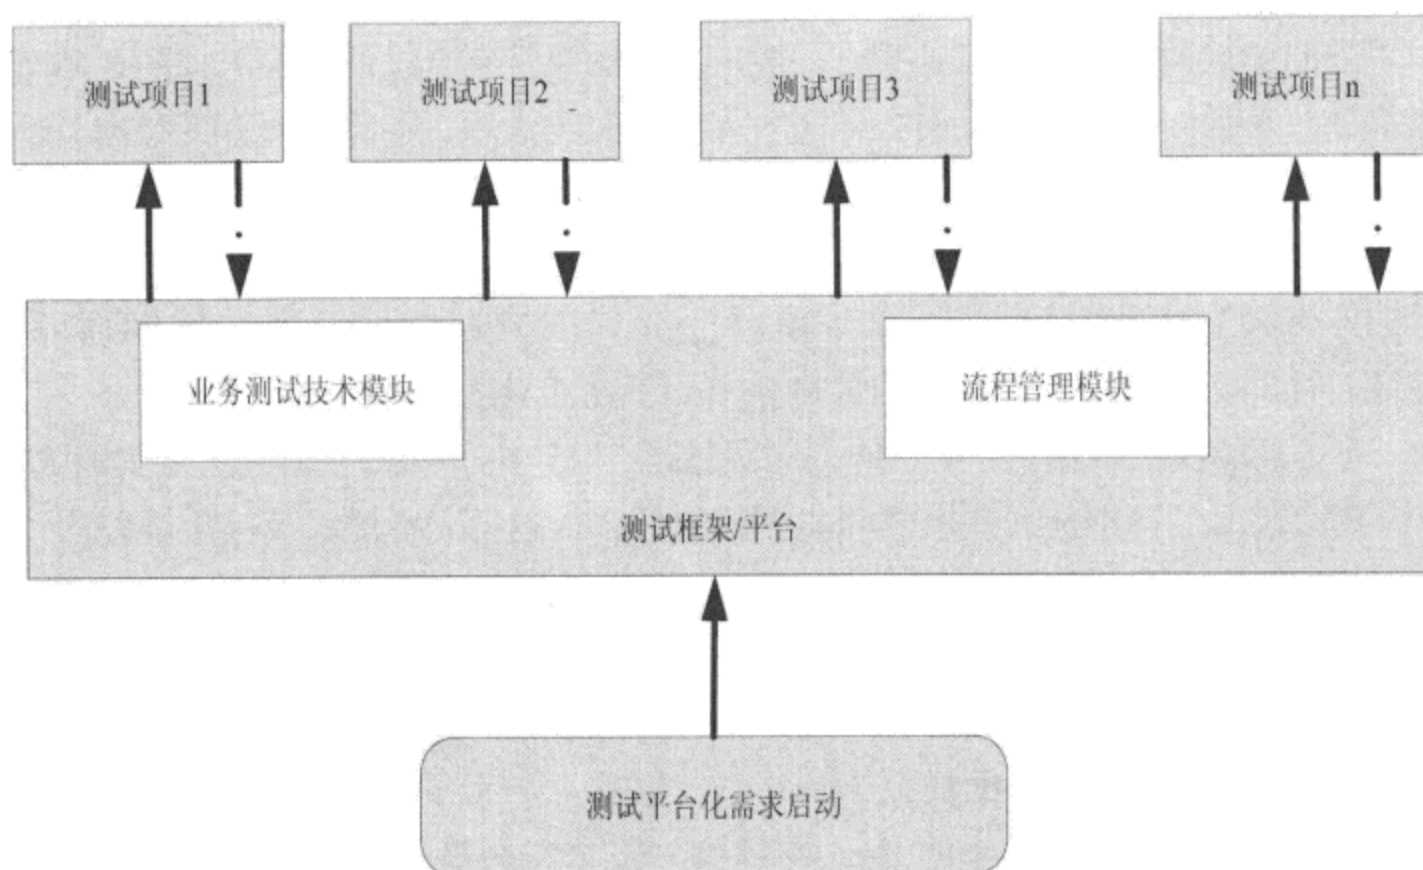 测试项目1
测试项目2
测试项目3
测试项目n
业务测试技术模块
流程管理模块
测试框架/平台
测试平台化需求启动